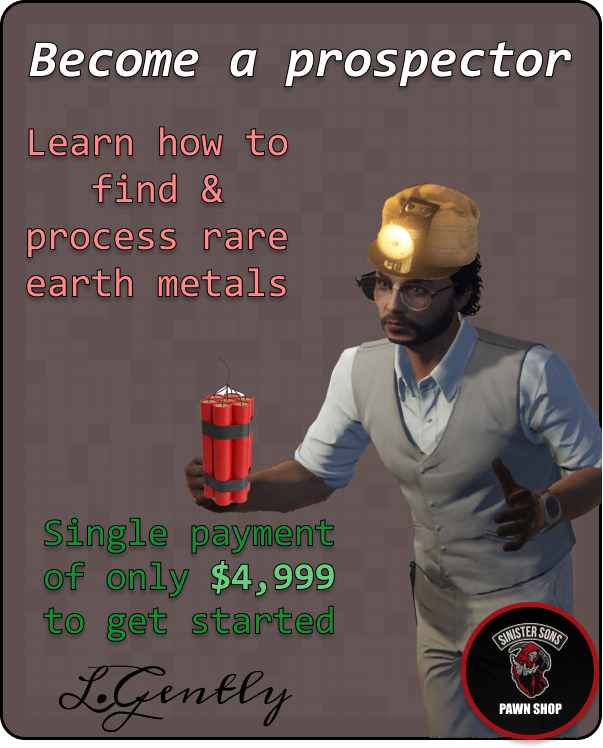 Become a prospector
Learn how to
find &
process rare
earth metals
Single payment
of only $4,999
to get started
L.Gently
SINISTER SONS
PAWN SHOP